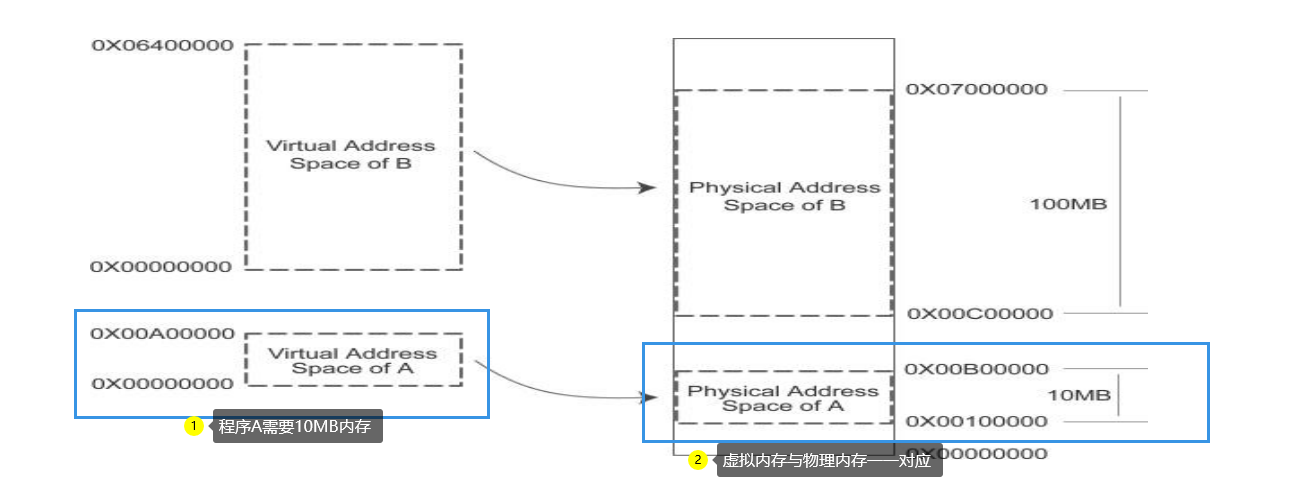 0X06400000
Virtual Address
Space of B
0X00000000
0X00A00000
Virtual Address
Space of A
0X00000000
1 程序A需要10MB内存
0X07000000
Physical Address
Space of B
100MB
0X00C00000
0X00B00000
Physical Address
Space of A
10MB
0X00100000
0X00000000
2 虚拟内存与物理内存一一对应